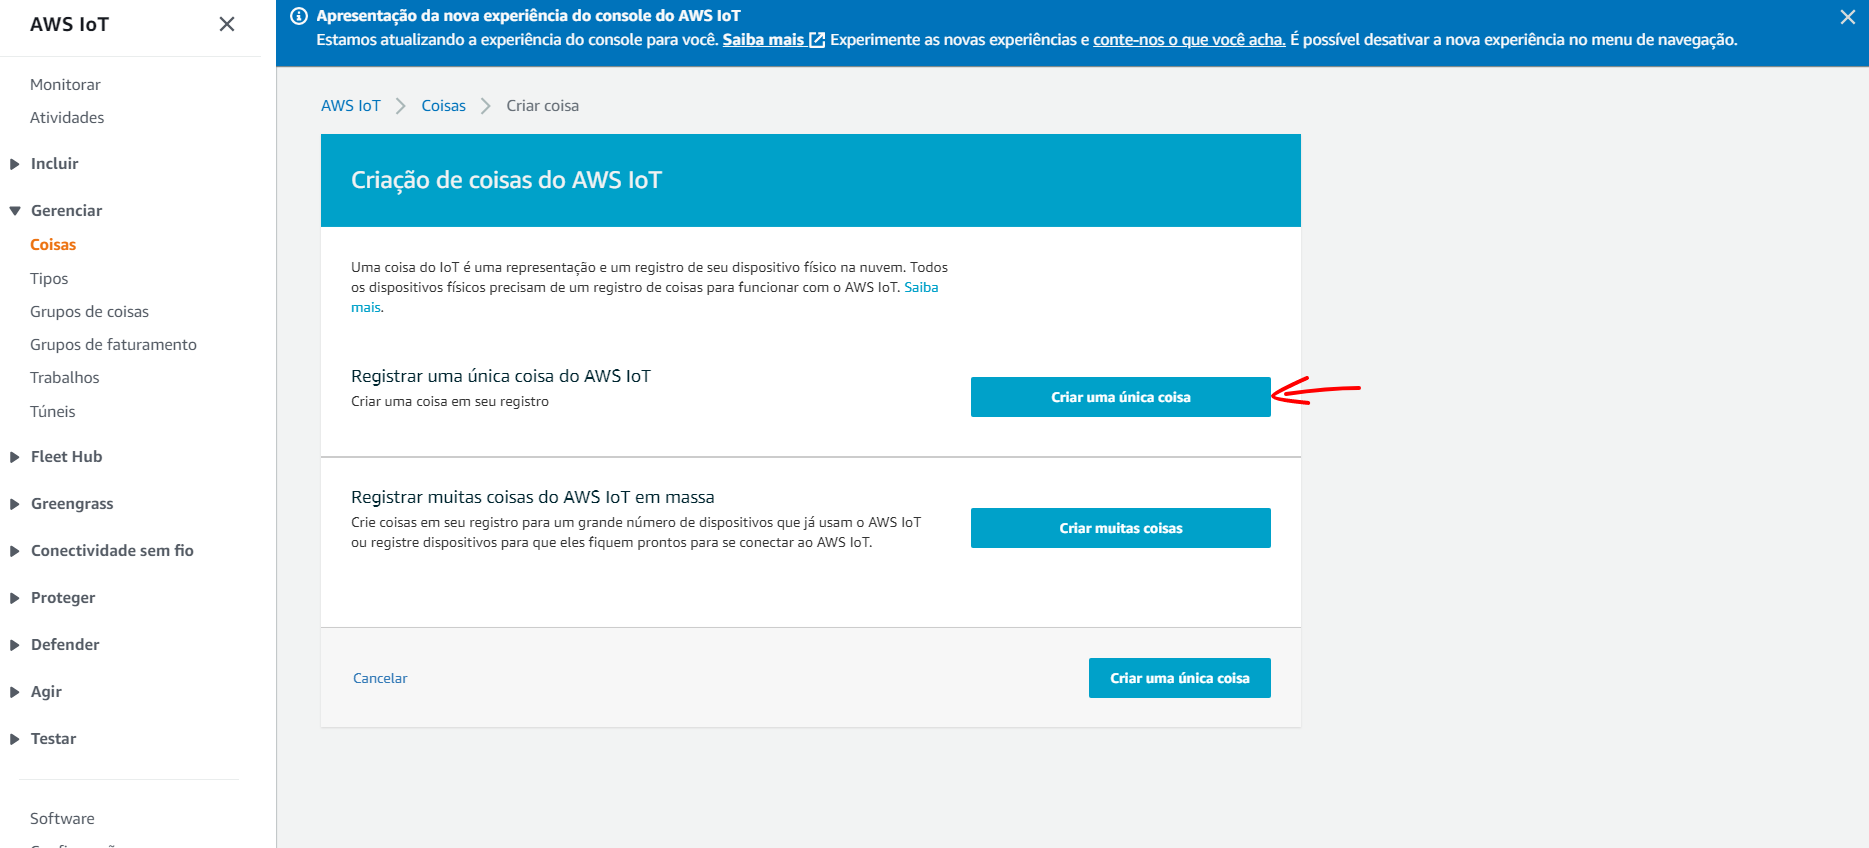 AWS IoT
Monitorar
Atividades
Incluir
Gerenciar
Coisas
Tipos
Grupos de coisas
Grupos de faturamento
Trabalhos
Túneis
Fleet Hub
Greengrass
Conectividade sem fio
Proteger
Defender
Agir
Testar
Software
Apresentação da nova experiência do console do AWS IoT
Estamos atualizando a experiência do console para você. Saiba mais Experimente as novas experiências e conte-nos o que você acha. É possível desativar a nova experiência no menu de navegação.
AWS IoT > Coisas > Criar coisa
Criação de coisas do AWS IoT
Uma coisa do IoT é uma representação e um registro de seu dispositivo físico na nuvem. Todos
os dispositivos físicos precisam de um registro de coisas para funcionar com o AWS IoT. Saiba
mais.
Registrar uma única coisa do AWS IoT
Criar uma coisa em seu registro
Criar uma única coisa
Registrar muitas coisas do AWS IoT em massa
Crie coisas em seu registro para um grande número de dispositivos que já usam o AWS IoT
ou registre dispositivos para que eles fiquem prontos para se conectar ao AWS IoT.
Criar muitas coisas
Cancelar
Criar uma única coisa